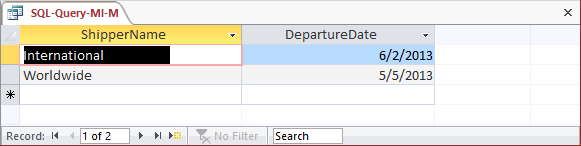 SQL-Query-MI-M
ShipperName DepartureDate
International 6/2/2013
Worldwide 5/5/2013
Record: 1 of 2 No Filter Search